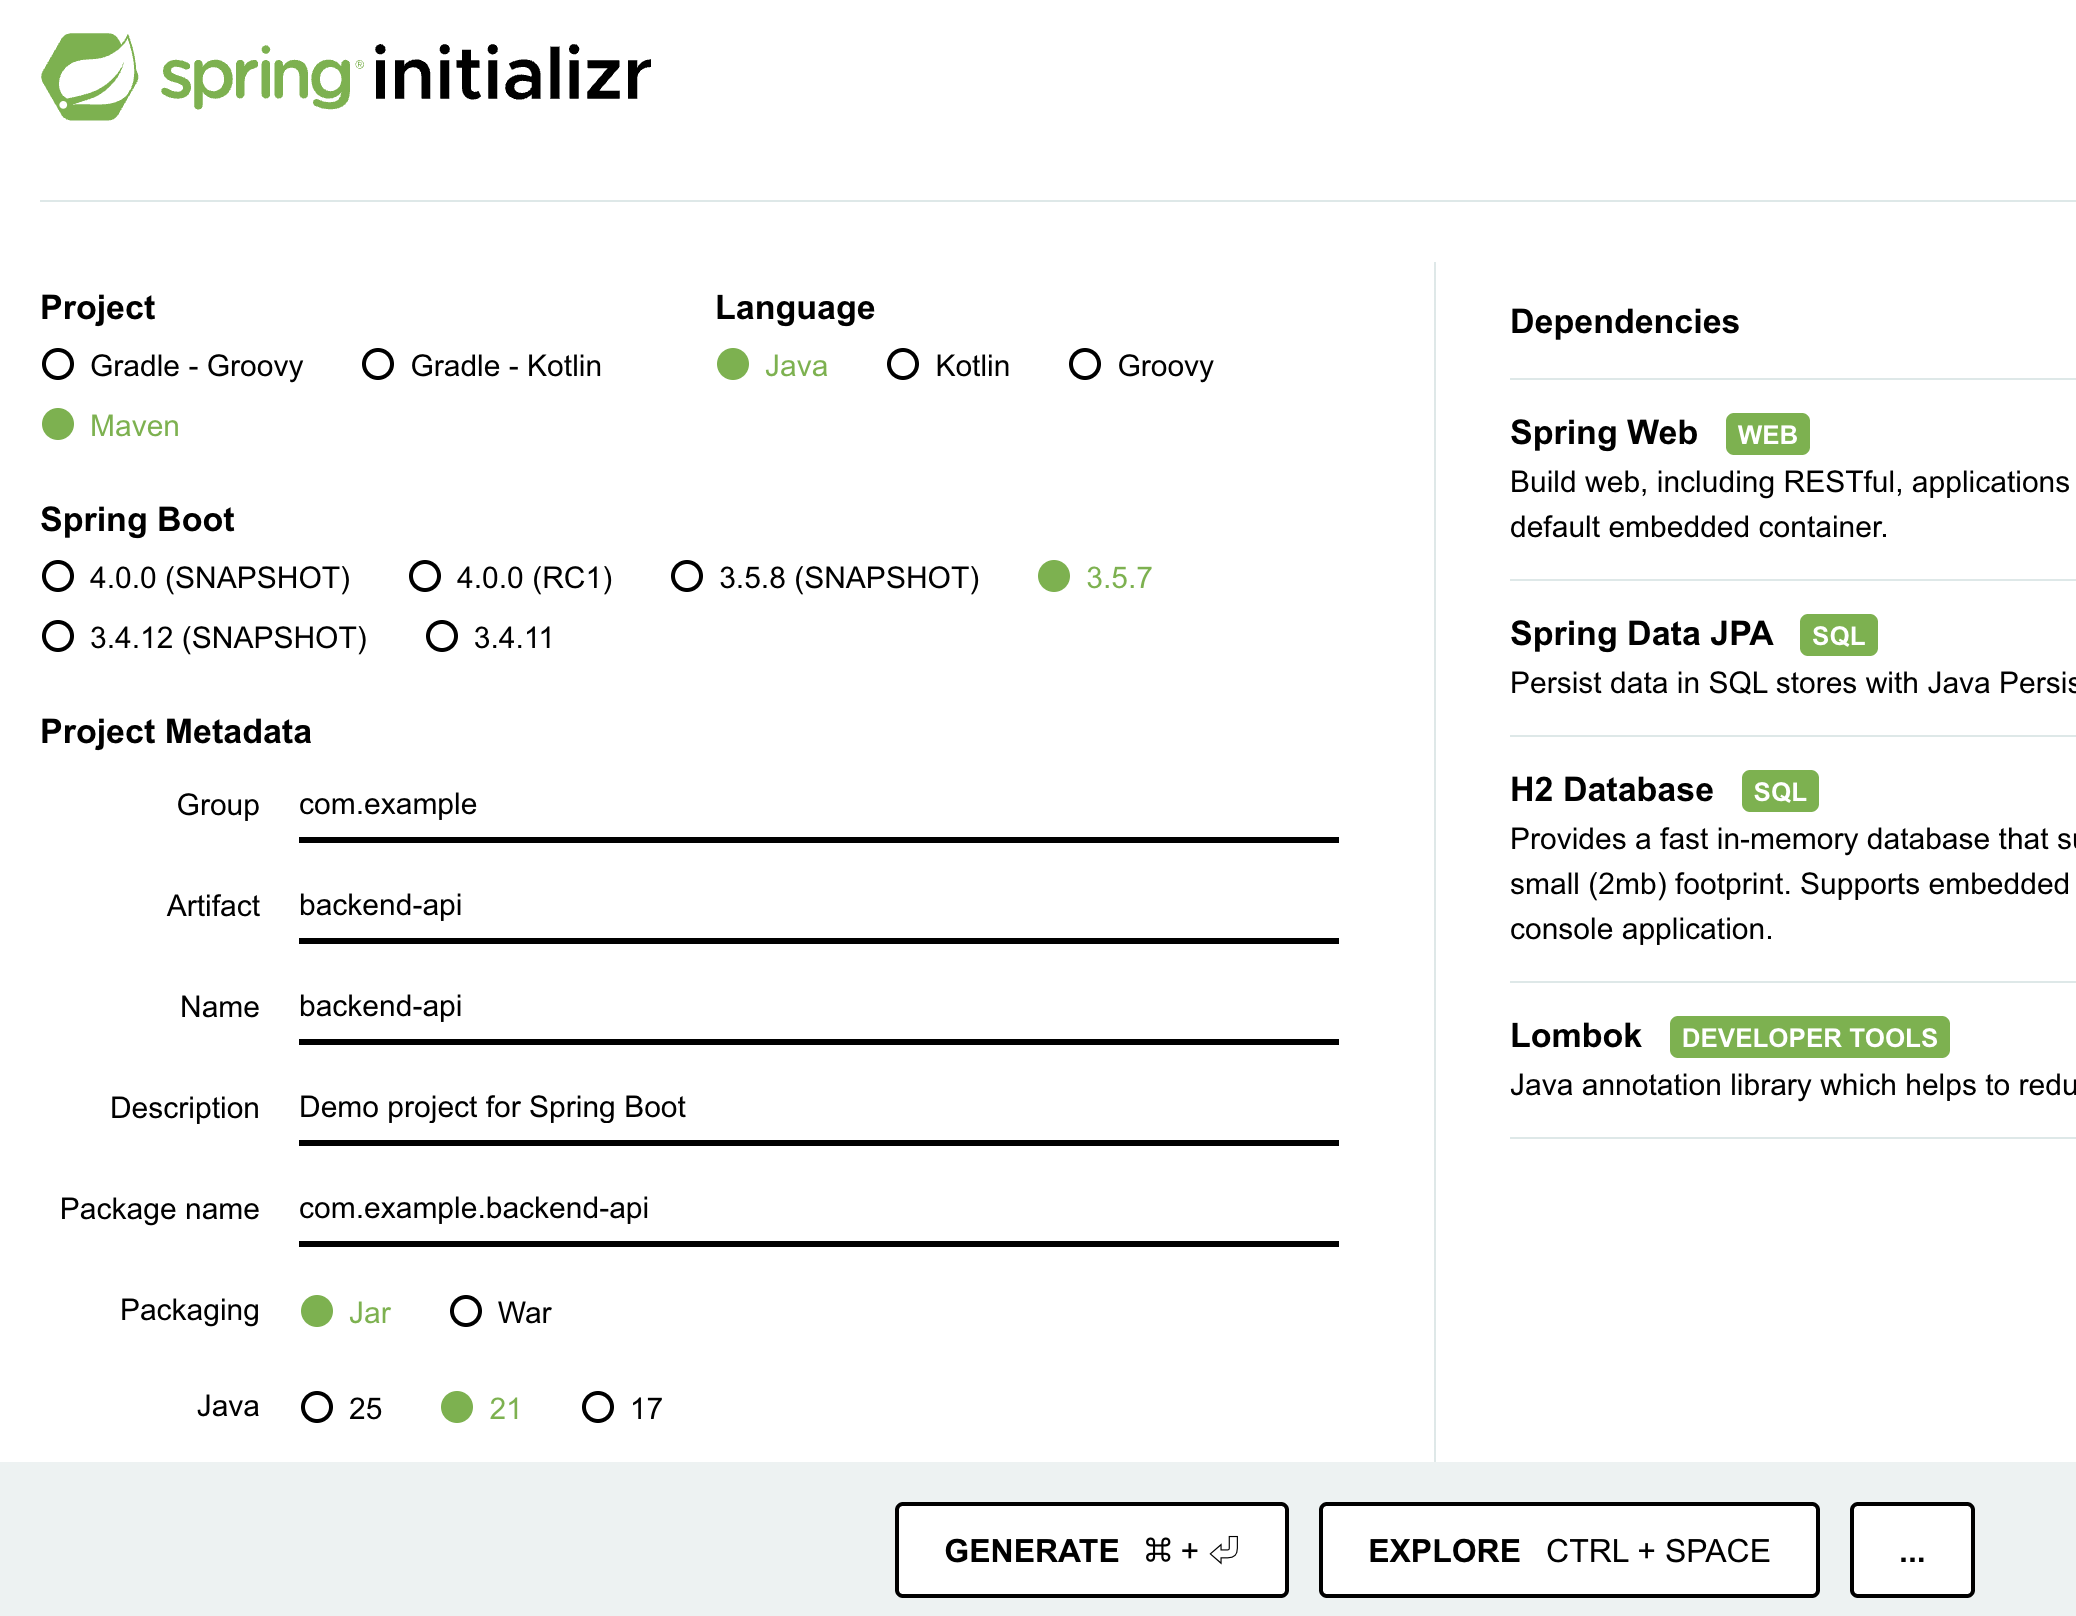 spring® initializr
Project
Gradle - Groovy Gradle - Kotlin
Maven
Language
Java Kotlin Groovy
Spring Boot
4.0.0 (SNAPSHOT) 4.0.0 (RC1) 3.5.8 (SNAPSHOT) 3.5.7
3.4.12 (SNAPSHOT) 3.4.11
Project Metadata
Group com.example
Artifact backend-api
Name backend-api
Description Demo project for Spring Boot
Package name com.example.backend-api
Packaging Jar War
Java 25 21 17
Dependencies
Spring Web WEB
Build web, including RESTful, applications
default embedded container.
Spring Data JPA SQL
Persist data in SQL stores with Java Persis
H2 Database SQL
Provides a fast in-memory database that su
small (2mb) footprint. Supports embedded
console application.
Lombok DEVELOPER TOOLS
Java annotation library which helps to redu
GENERATE ⌘ + ⏎
EXPLORE CTRL + SPACE
...